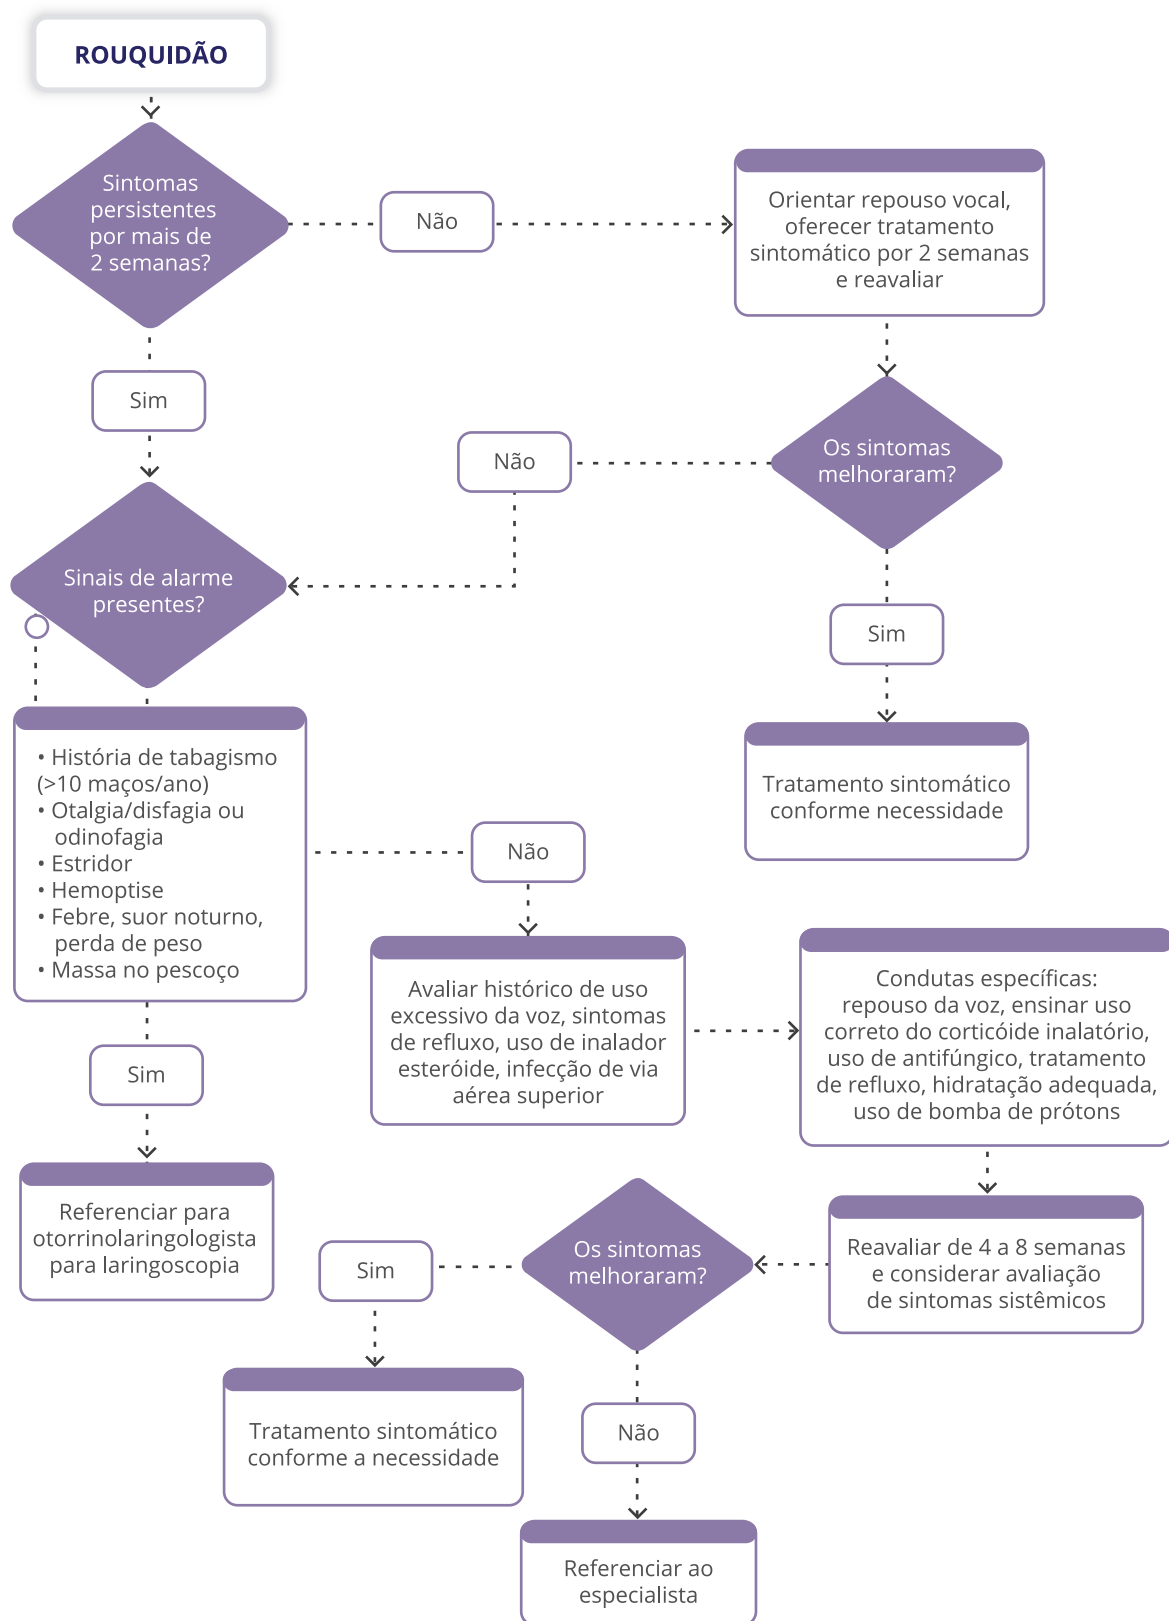 ROUQUIDÃO
Sintomas
persistentes
por mais de
2 semanas?
Não
Orientar repouso vocal,
oferecer tratamento
sintomático por 2 semanas
e reavaliar
Sim
Os sintomas
melhoraram?
Não
Sinais de alarme
presentes?
Sim
Tratamento sintomático
conforme necessidade
• História de tabagismo
(>10 maços/ano)
• Otalgia/disfagia ou
odinofagia
• Estridor
• Hemoptise
• Febre, suor noturno,
perda de peso
• Massa no pescoço
Não
Avaliar histórico de uso
excessivo da voz, sintomas
de refluxo, uso de inalador
esteróide, infecção de via
aérea superior
Condutas específicas:
repouso da voz, ensinar uso
correto do corticóide inalatório,
uso de antifúngico, tratamento
de refluxo, hidratação adequada,
uso de bomba de prótons
Sim
Referenciar para
otorrinolaringologista
para laringoscopia
Reavaliar de 4 a 8 semanas
e considerar avaliação
de sintomas sistêmicos
Os sintomas
melhoraram?
Sim
Tratamento sintomático
conforme a necessidade
Não
Referenciar ao
especialista